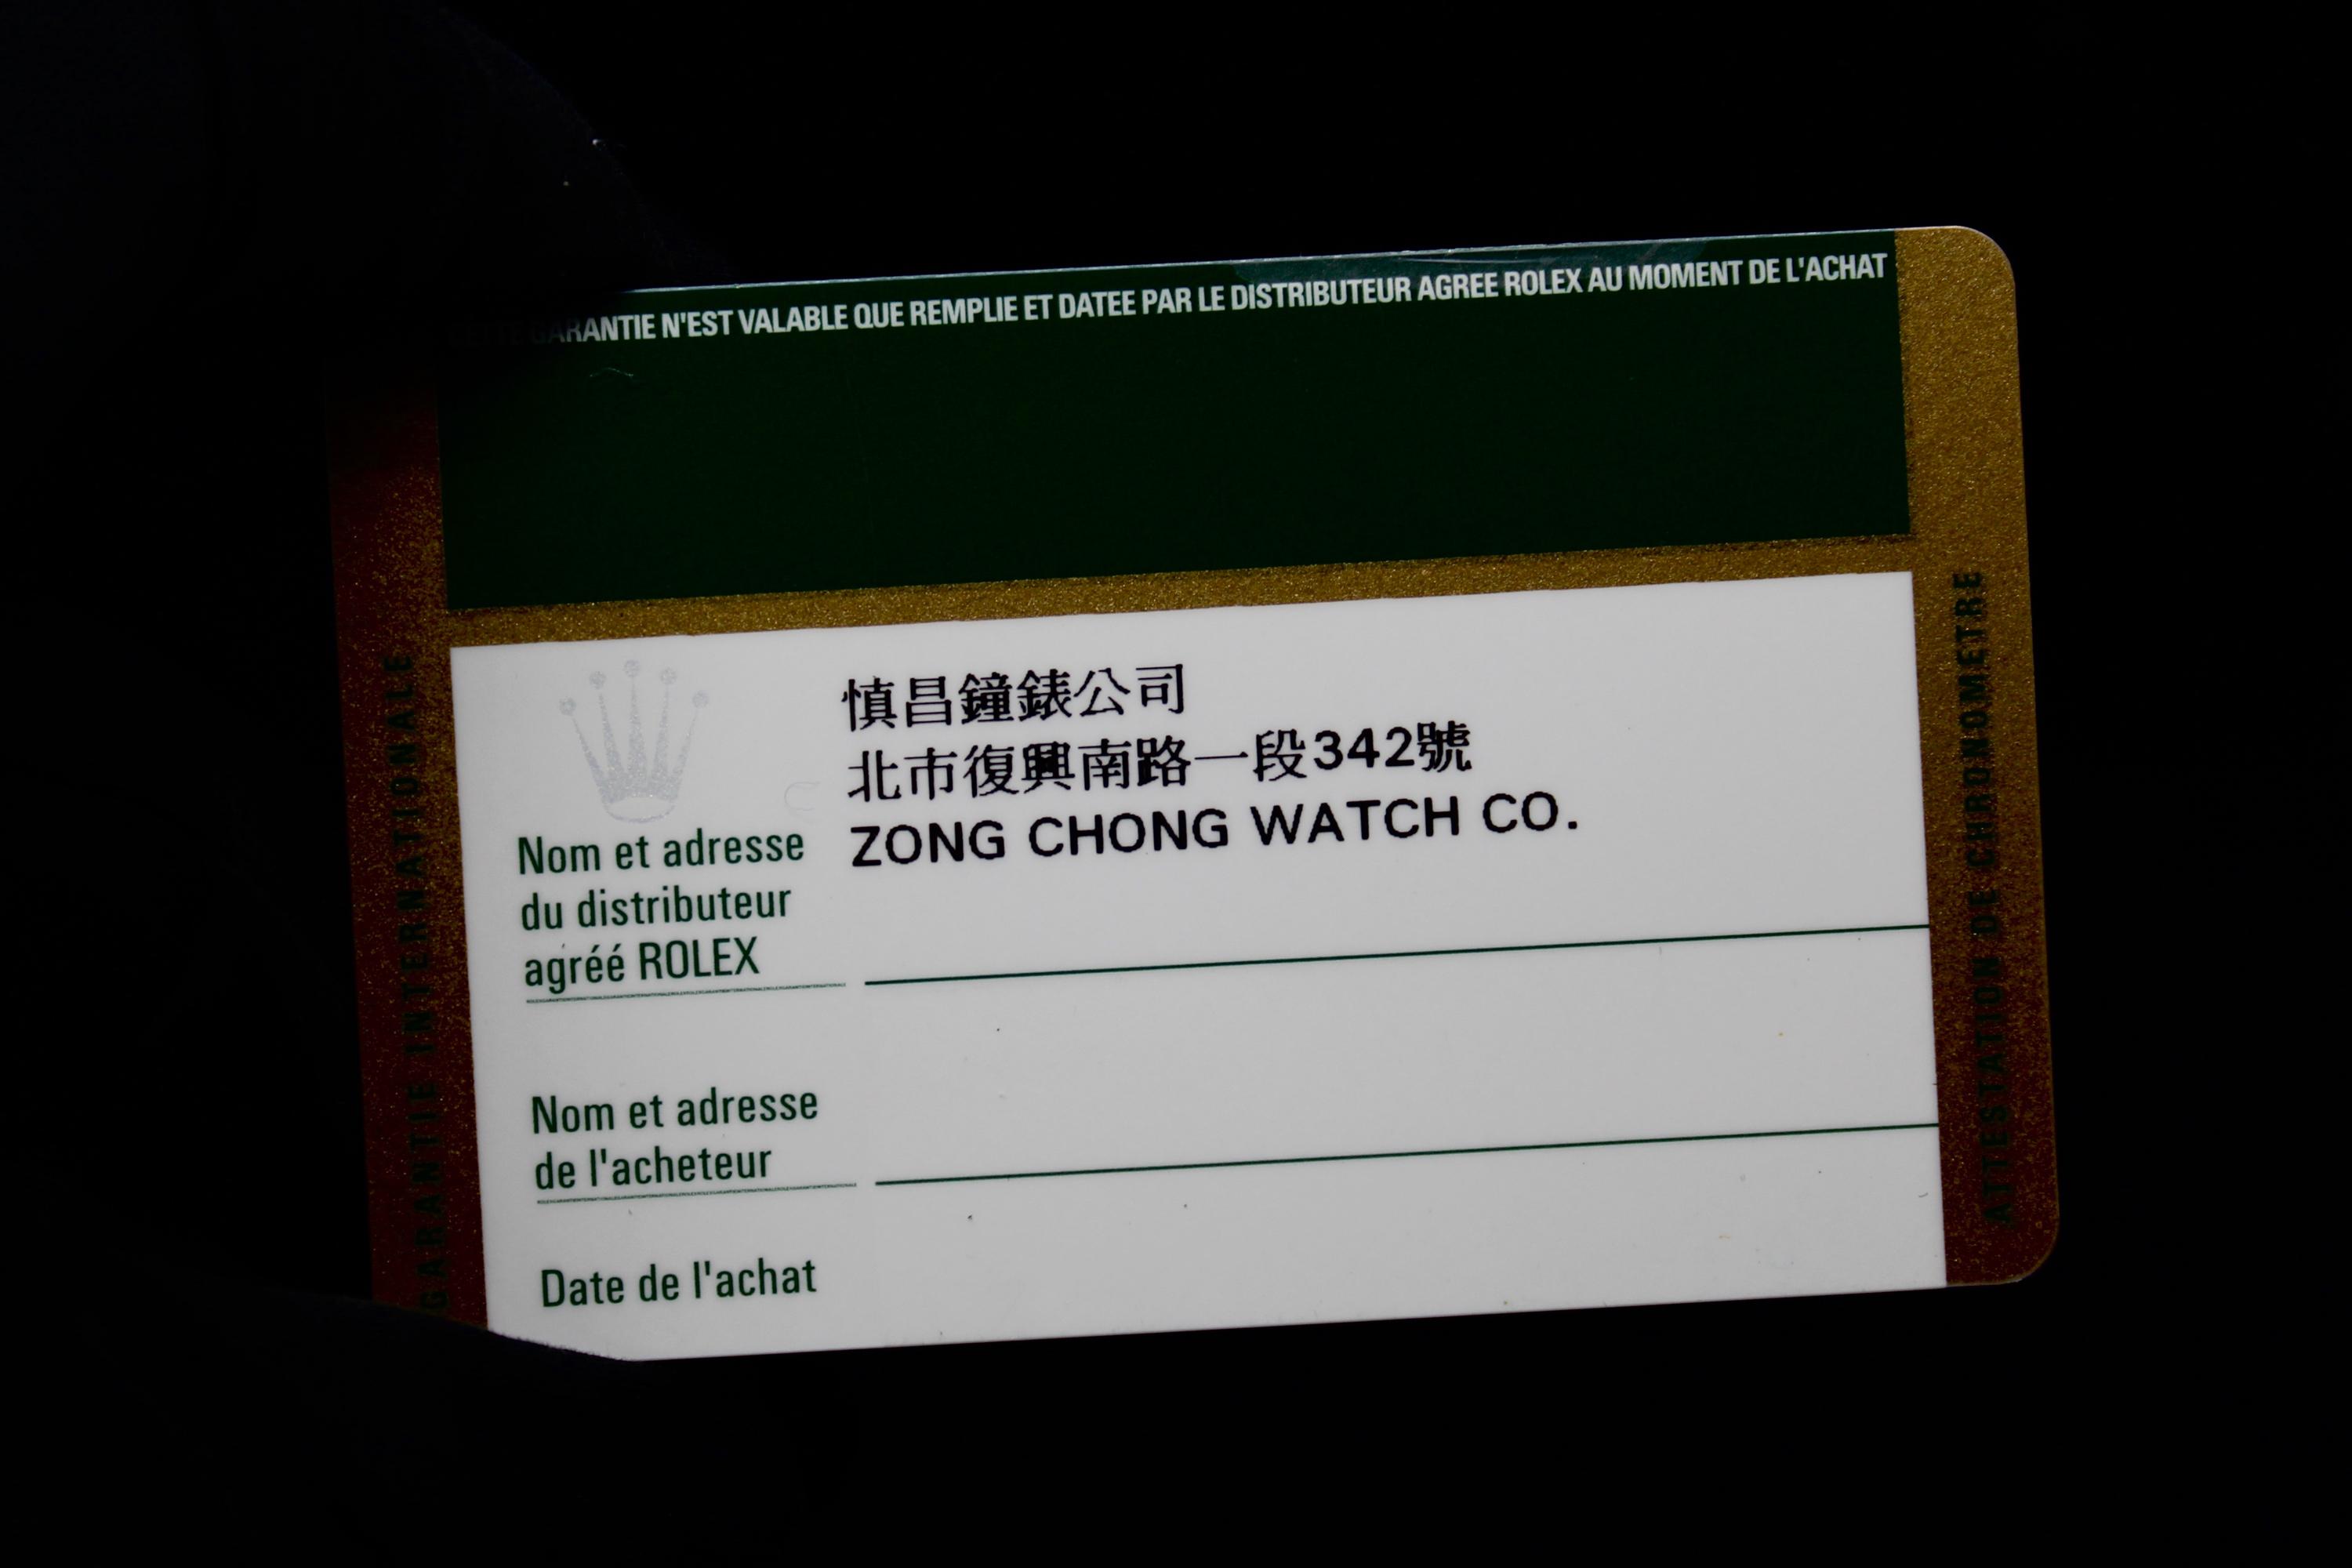 CETTE GARANTIE N'EST VALABLE QUE REMPLIE ET DATEE PAR LE DISTRIBUTEUR AGREE ROLEX AU MOMENT DE L'ACHAT
慎昌鐘錶公司
北市復興南路一段342號
ZONG CHONG WATCH CO.
Nom et adresse
du distributeur
agréé ROLEX
Nom et adresse
de l'acheteur
Date de l'achat
GARANTIE INTERNATIONALE
ATTESTATION DE CHRONOMETRE